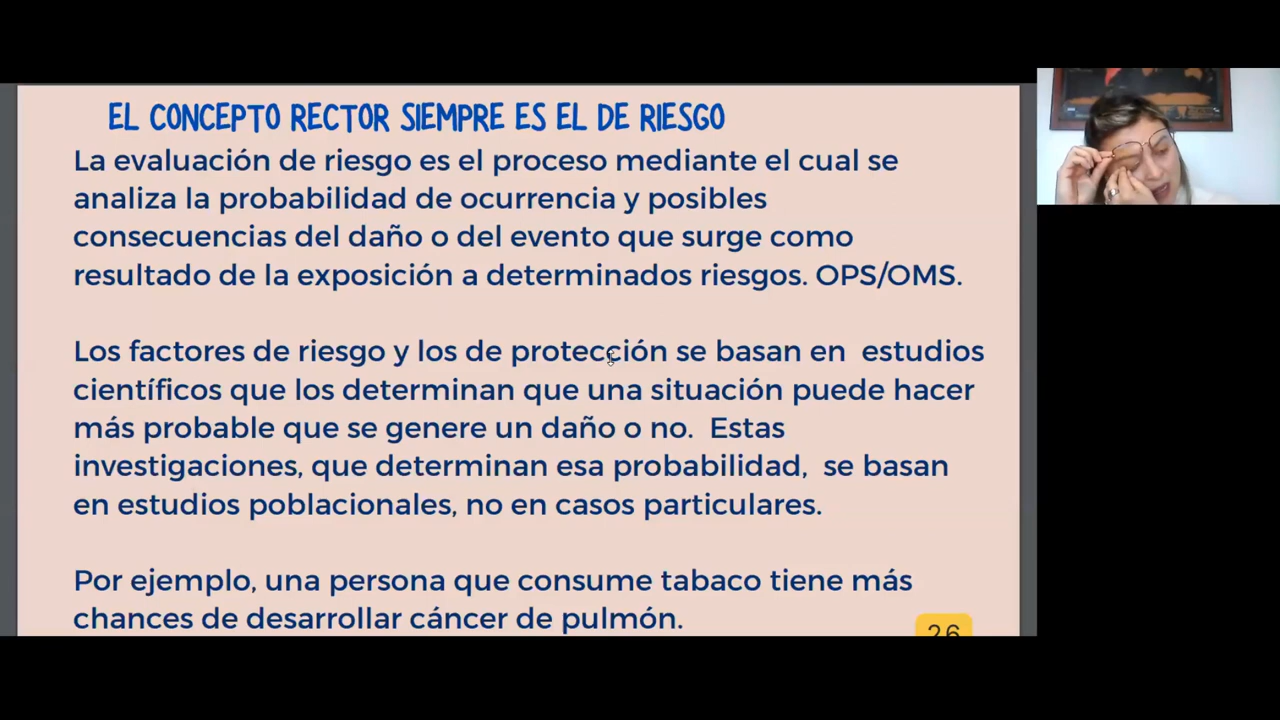 EL CONCEPTO RECTOR SIEMPRE ES EL DE RIESGO
La evaluación de riesgo es el proceso mediante el cual se
analiza la probabilidad de ocurrencia y posibles
consecuencias del daño o del evento que surge como
resultado de la exposición a determinados riesgos. OPS/OMS.
Los factores de riesgo y los de protección se basan en estudios
científicos que los determinan que una situación puede hacer
más probable que se genere un daño o no. Estas
investigaciones, que determinan esa probabilidad, se basan
en estudios poblacionales, no en casos particulares.
Por ejemplo, una persona que consume tabaco tiene más
chances de desarrollar cáncer de pulmón.
26